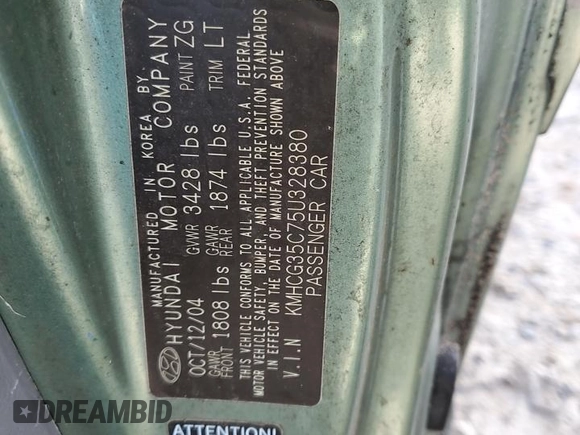 MANUFACTURED IN KOREA BY
HYUNDAI MOTOR COMPANY
OCT/12/04 GVWR 3428 lbs PAINT ZG
GAWR FRONT 1808 lbs GAWR REAR 1874 lbs TRIM LT
THIS VEHICLE CONFORMS TO ALL APPLICABLE U.S.A. FEDERAL
MOTOR VEHICLE SAFETY, BUMPER, AND THEFT PREVENTION STANDARDS
IN EFFECT ON THE DATE OF MANUFACTURE SHOWN ABOVE
V.I.N KMHCG35C75U328380
PASSENGER CAR
ATTENTION!
DREAMBID